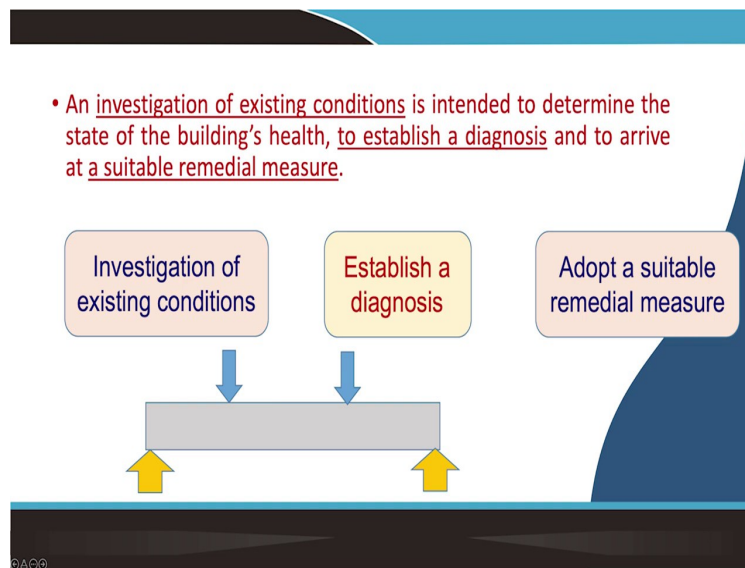 • An investigation of existing conditions is intended to determine the
state of the building’s health, to establish a diagnosis and to arrive
at a suitable remedial measure.
Investigation of
existing conditions
Establish a
diagnosis
Adopt a suitable
remedial measure